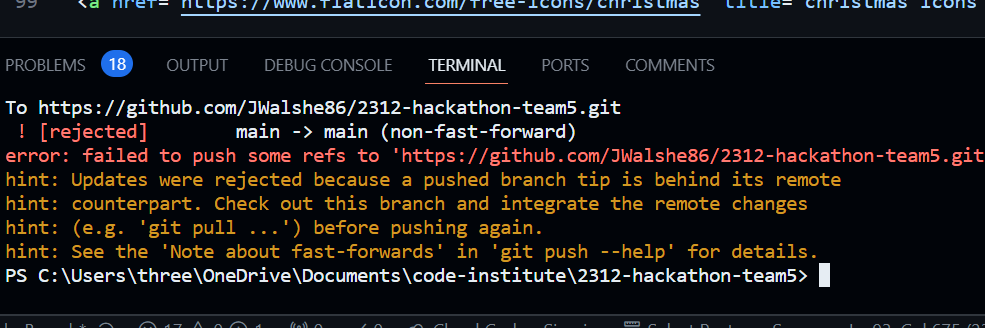 99 <a href="https://www.flaticon.com/free-icons/christmas" title="christmas icons
PROBLEMS 18 OUTPUT DEBUG CONSOLE TERMINAL PORTS COMMENTS
To https://github.com/JWalshe86/2312-hackathon-team5.git
! [rejected] main -> main (non-fast-forward)
error: failed to push some refs to 'https://github.com/JWalshe86/2312-hackathon-team5.git
hint: Updates were rejected because a pushed branch tip is behind its remote
hint: counterpart. Check out this branch and integrate the remote changes
hint: (e.g. 'git pull ...') before pushing again.
hint: See the 'Note about fast-forwards' in 'git push --help' for details.
PS C:\Users\three\OneDrive\Documents\code-institute\2312-hackathon-team5>